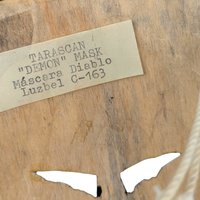 TARASCAN
"DEMON" MASK
Máscara Diablo
Luzbel C-163